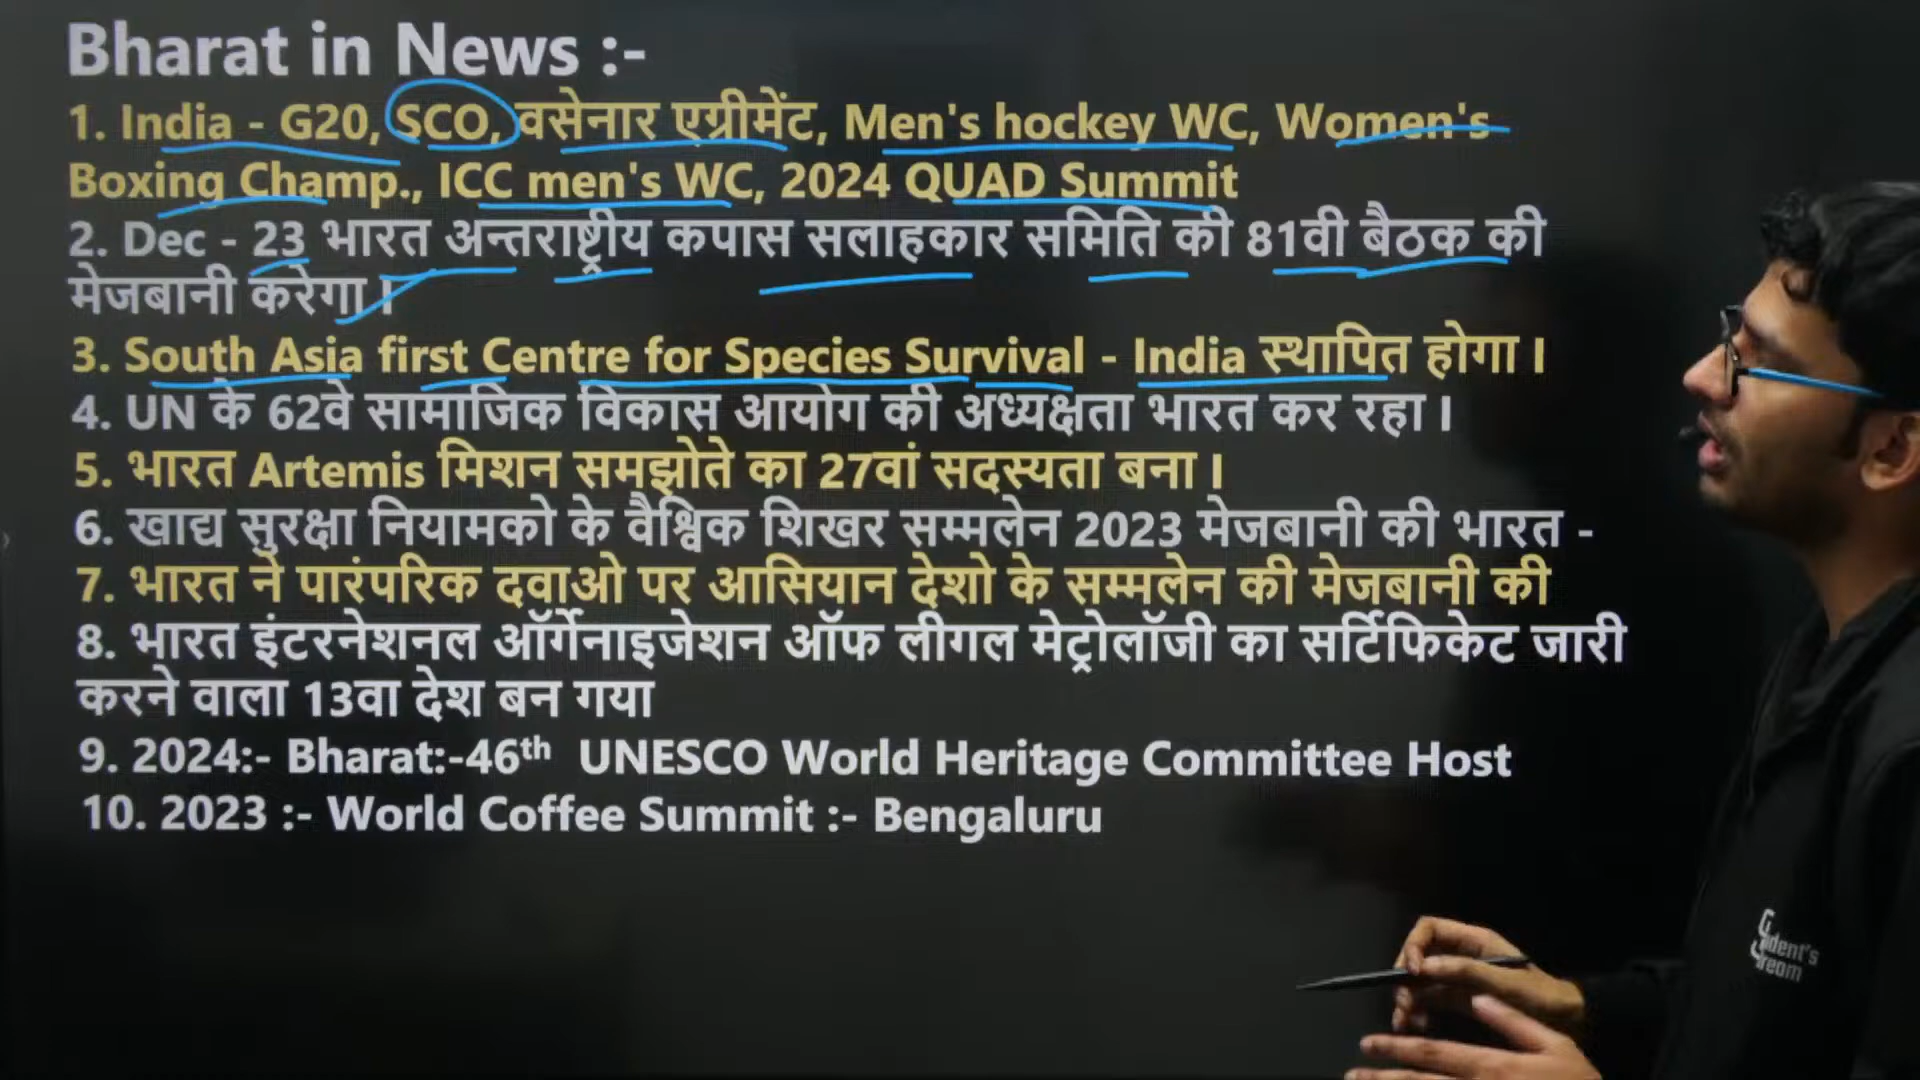 Bharat in News :-
1. India - G20, SCO, वसेनार एग्रीमेंट, Men's hockey WC, Women's
Boxing Champ., ICC men's WC, 2024 QUAD Summit
2. Dec - 23 भारत अन्तराष्ट्रीय कपास सलाहकार समिति की 81वी बैठक की
मेजबानी करेगा।
3. South Asia first Centre for Species Survival - India स्थापित होगा।
4. UN के 62वे सामाजिक विकास आयोग की अध्यक्षता भारत कर रहा।
5. भारत Artemis मिशन समझोते का 27वां सदस्यता बना।
6. खाद्य सुरक्षा नियामको के वैश्विक शिखर सम्मलेन 2023 मेजबानी की भारत -
7. भारत ने पारंपरिक दवाओ पर आसियान देशो के सम्मलेन की मेजबानी की
8. भारत इंटरनेशनल ऑर्गेनाइजेशन ऑफ लीगल मेट्रोलॉजी का सर्टिफिकेट जारी
करने वाला 13वा देश बन गया
9. 2024:- Bharat:-46th UNESCO World Heritage Committee Host
10. 2023 :- World Coffee Summit :- Bengaluru